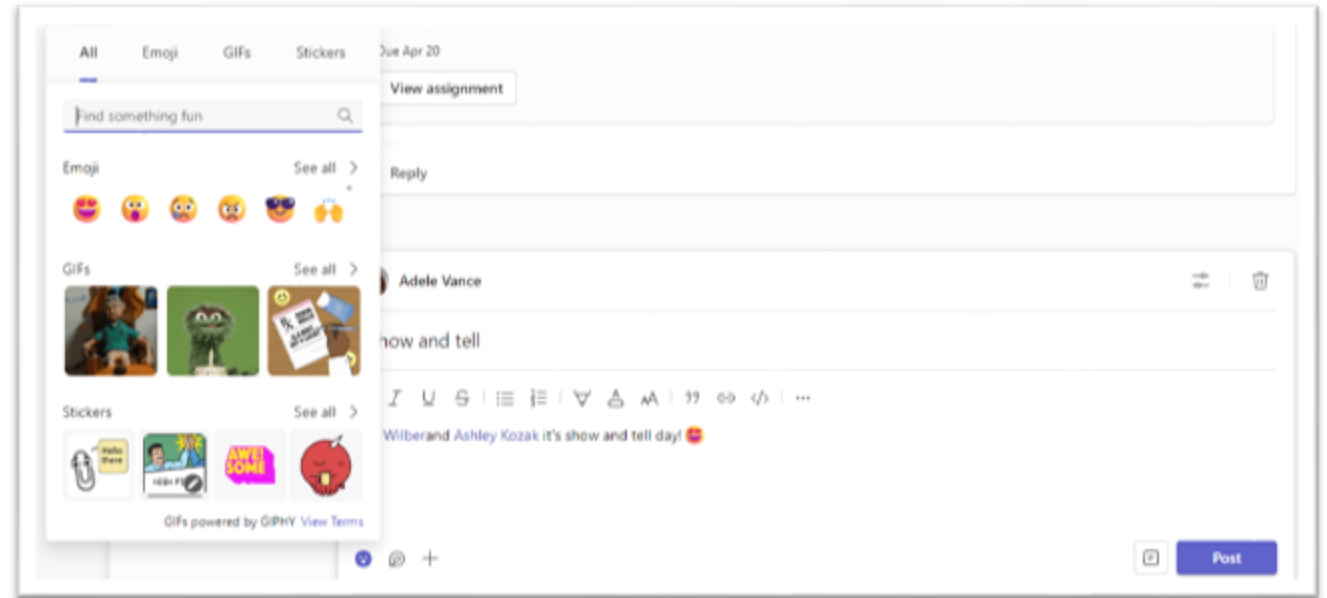 All Emoji GIFs Stickers
Find something fun
Emoji See all
GIFs See all
Stickers See all
Hello
there
HIGH
AWE
SOME
GIFs powered by GIPHY View Terms
Due Apr 20
View assignment
Reply
Adele Vance
how and tell
Wilberand Ashley Kozak it's show and tell day!
Post